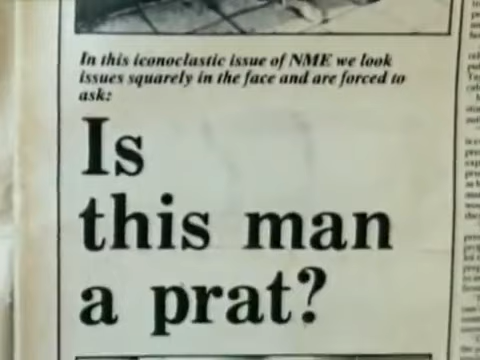 In this iconoclastic issue of NME we look
issues squarely in the face and are forced to
ask:
Is
this man
a prat?